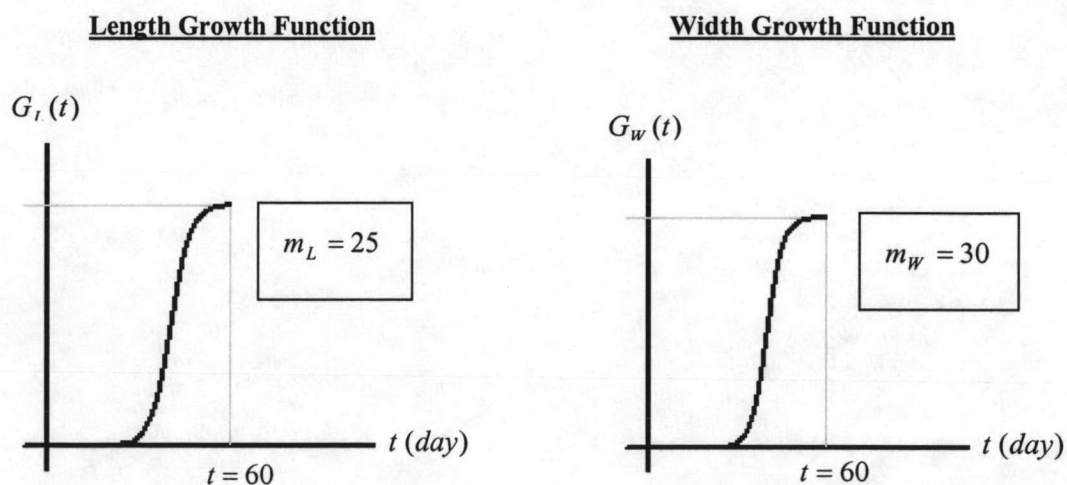 Length Growth Function
G_L(t)
m_L = 25
t (day)
t = 60
Width Growth Function
G_W(t)
m_W = 30
t (day)
t = 60